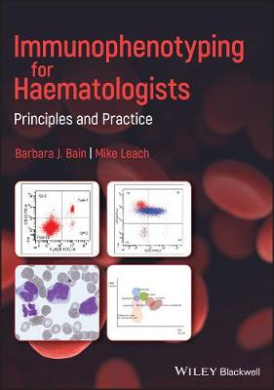 Immunophenotyping
for
Haematologists
Principles and Practice
Barbara J. Bain | Mike Leach
WILEY Blackwell